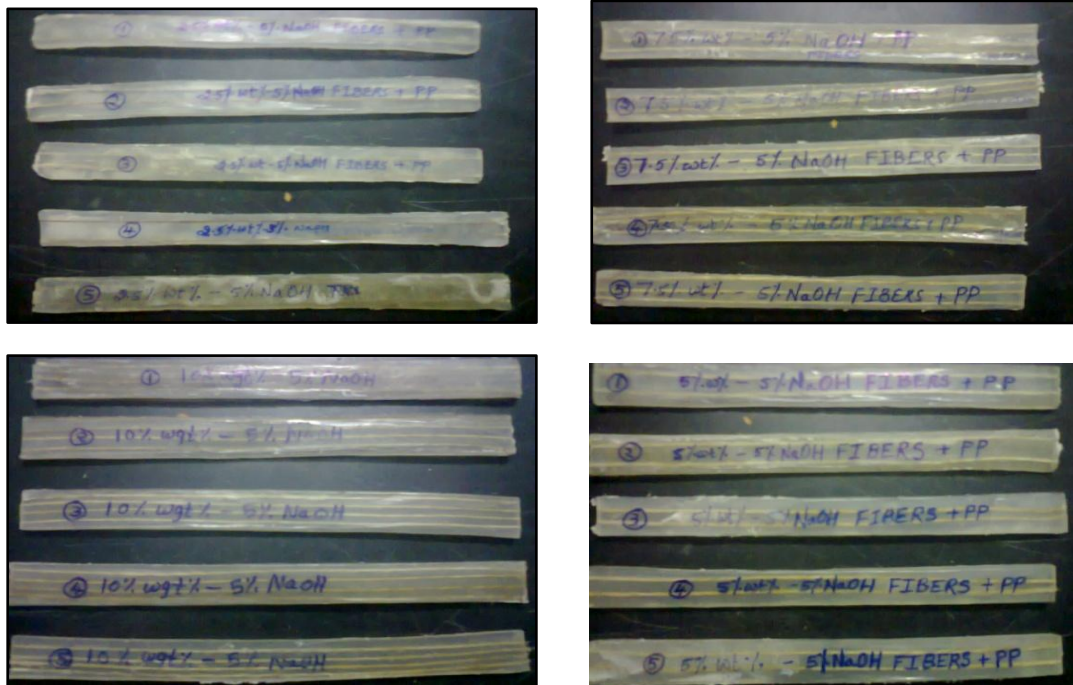 ① 2.5% wt% - 5% NaOH FIBERS + PP
② 2.5% wt% - 5% NaOH FIBERS + PP
③ 2.5% wt - 5% NaOH FIBERS + PP
④ 2.5% wt% - 5% NaOH
⑤ 2.5% wt% - 5% NaOH
① 7.5% wt - 5% NaOH + PP
FIBERS
② 7.5% wt% - 5% NaOH FIBERS + PP
③ 7.5% wt% - 5% NaOH FIBERS + PP
④ 7.5% wt% - 5% NaOH FIBERS + PP
⑤ 7.5% wt% - 5% NaOH FIBERS + PP
① 10% wgt% - 5% NaOH
② 10% wgt% - 5% NaOH
③ 10% wgt% - 5% NaOH
④ 10% wgt% - 5% NaOH
⑤ 10% wgt% - 5% NaOH
① 5% wt - 5% NaOH FIBERS + PP
② 5% wt% - 5% NaOH FIBERS + PP
③ 5% wt% - 5% NaOH FIBERS + PP
④ 5% wt% - 5% NaOH FIBERS + PP
⑤ 5% wt% - 5% NaOH FIBERS + PP